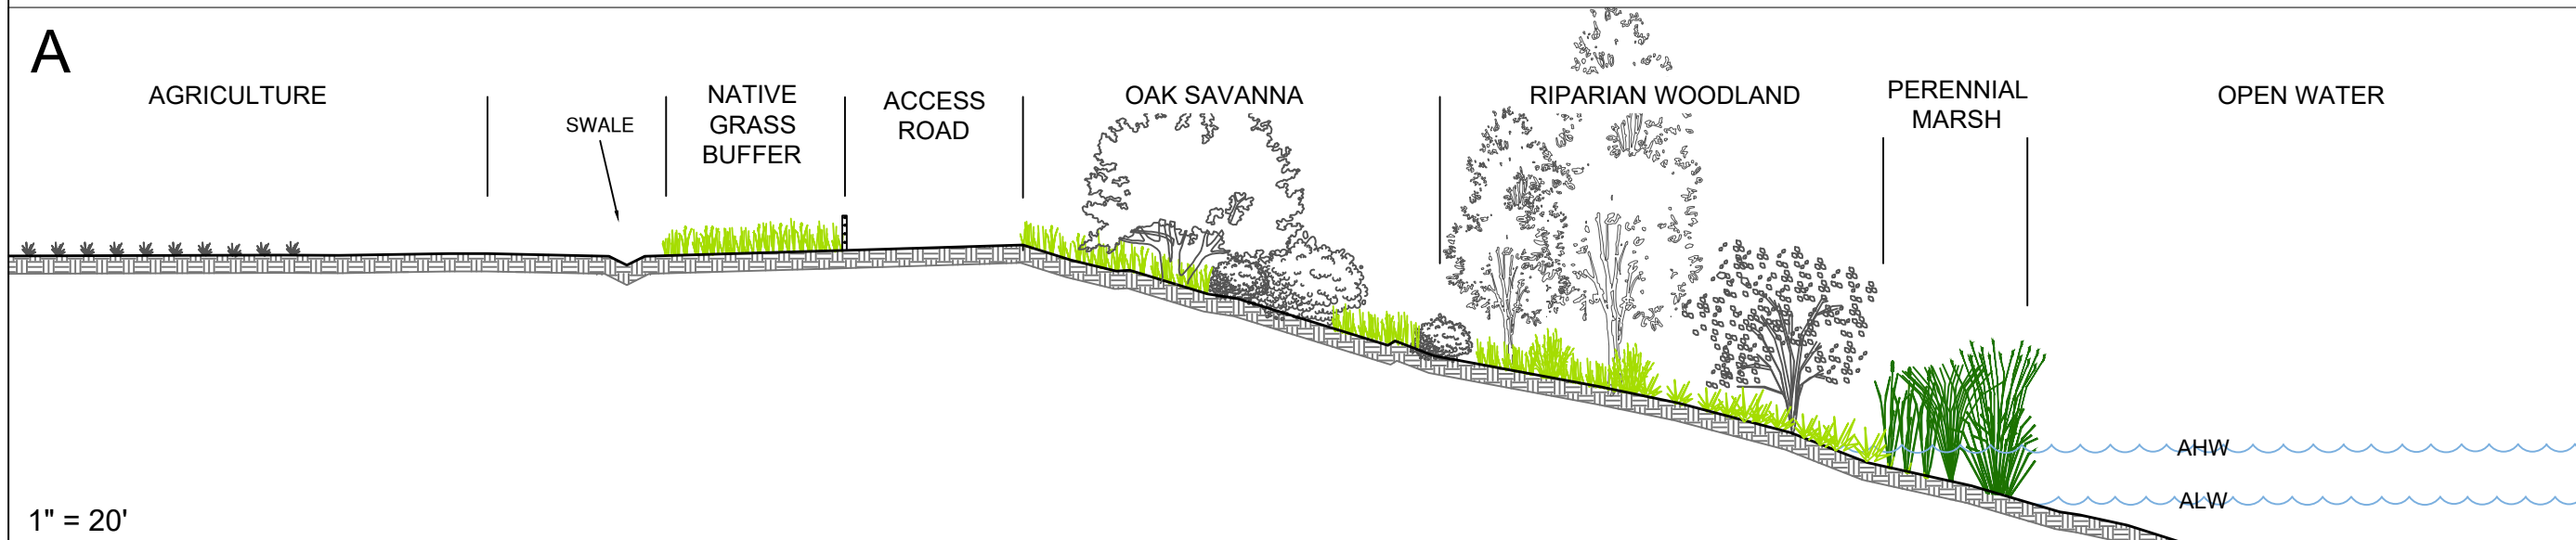 A
AGRICULTURE
SWALE
NATIVE
GRASS
BUFFER
ACCESS
ROAD
OAK SAVANNA
RIPARIAN WOODLAND
PERENNIAL
MARSH
OPEN WATER
AHW
ALW
1" = 20'